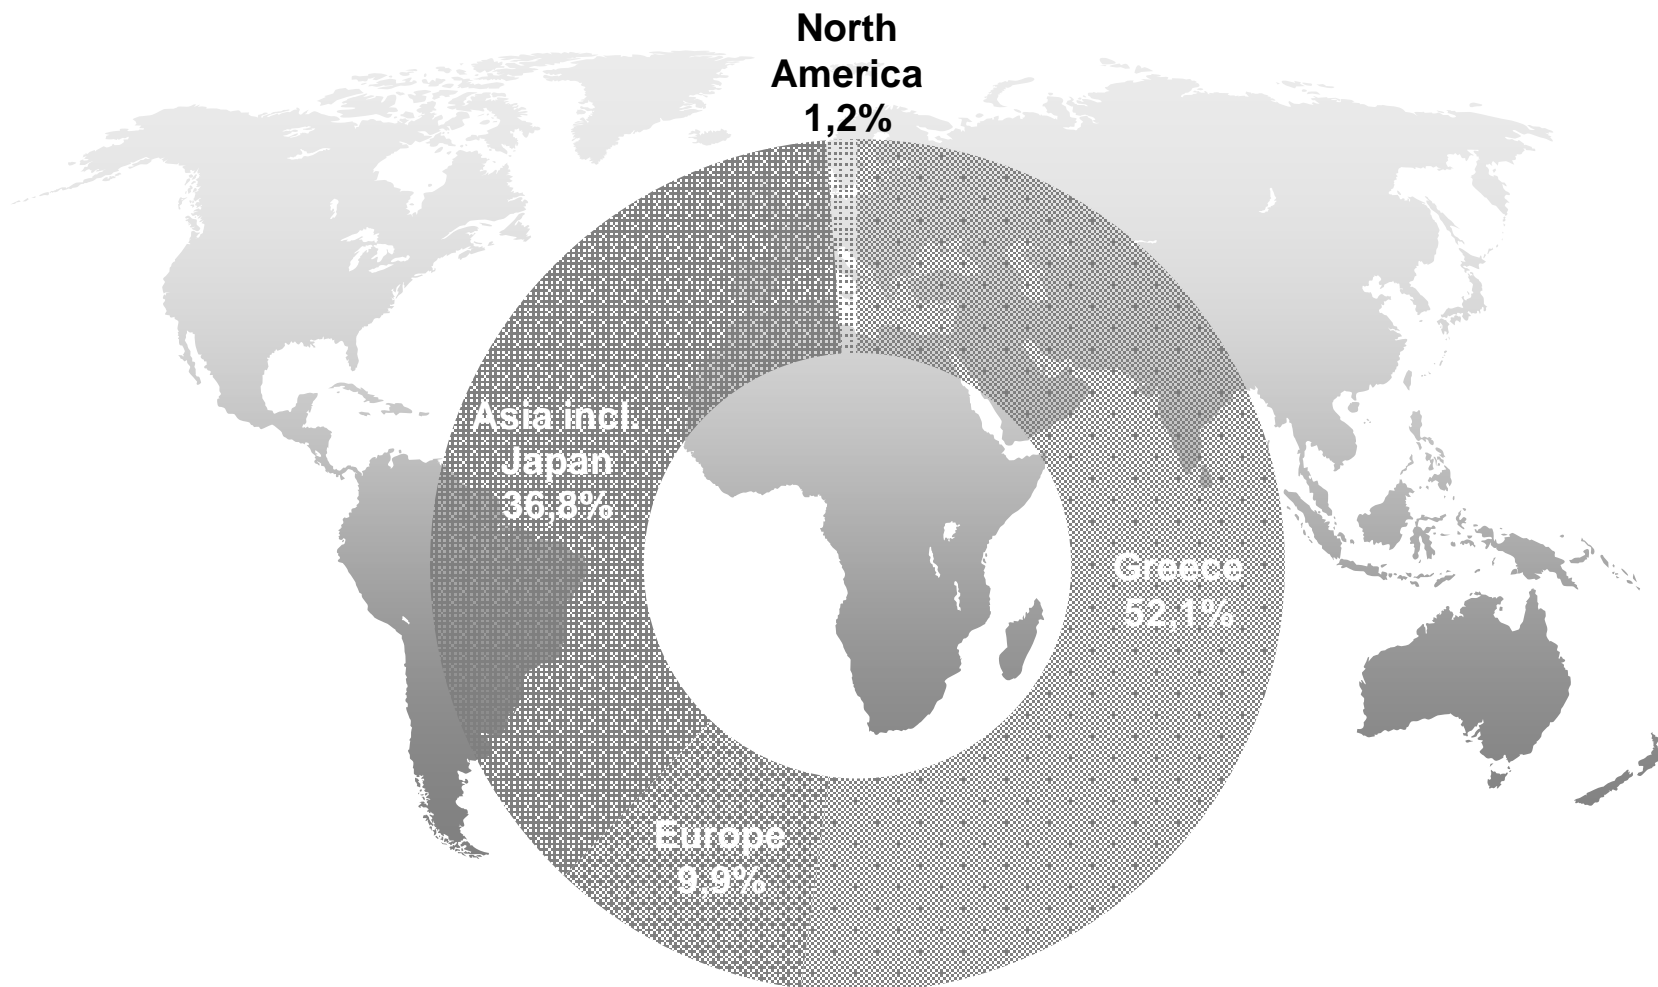 North
America
1,2%
Asia incl.
Japan
36,8%
Greece
52,1%
Europe
9,9%